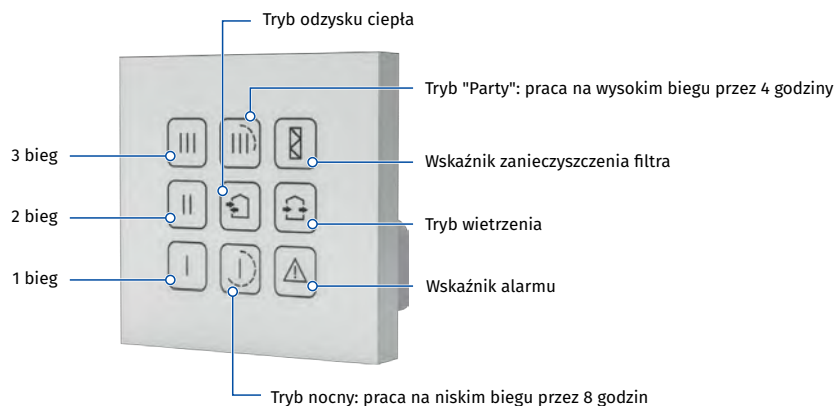 Tryb odzysku ciepła
Tryb "Party": praca na wysokim biegu przez 4 godziny
3 bieg
Wskaźnik zanieczyszczenia filtra
2 bieg
Tryb wietrzenia
1 bieg
Wskaźnik alarmu
Tryb nocny: praca na niskim biegu przez 8 godzin